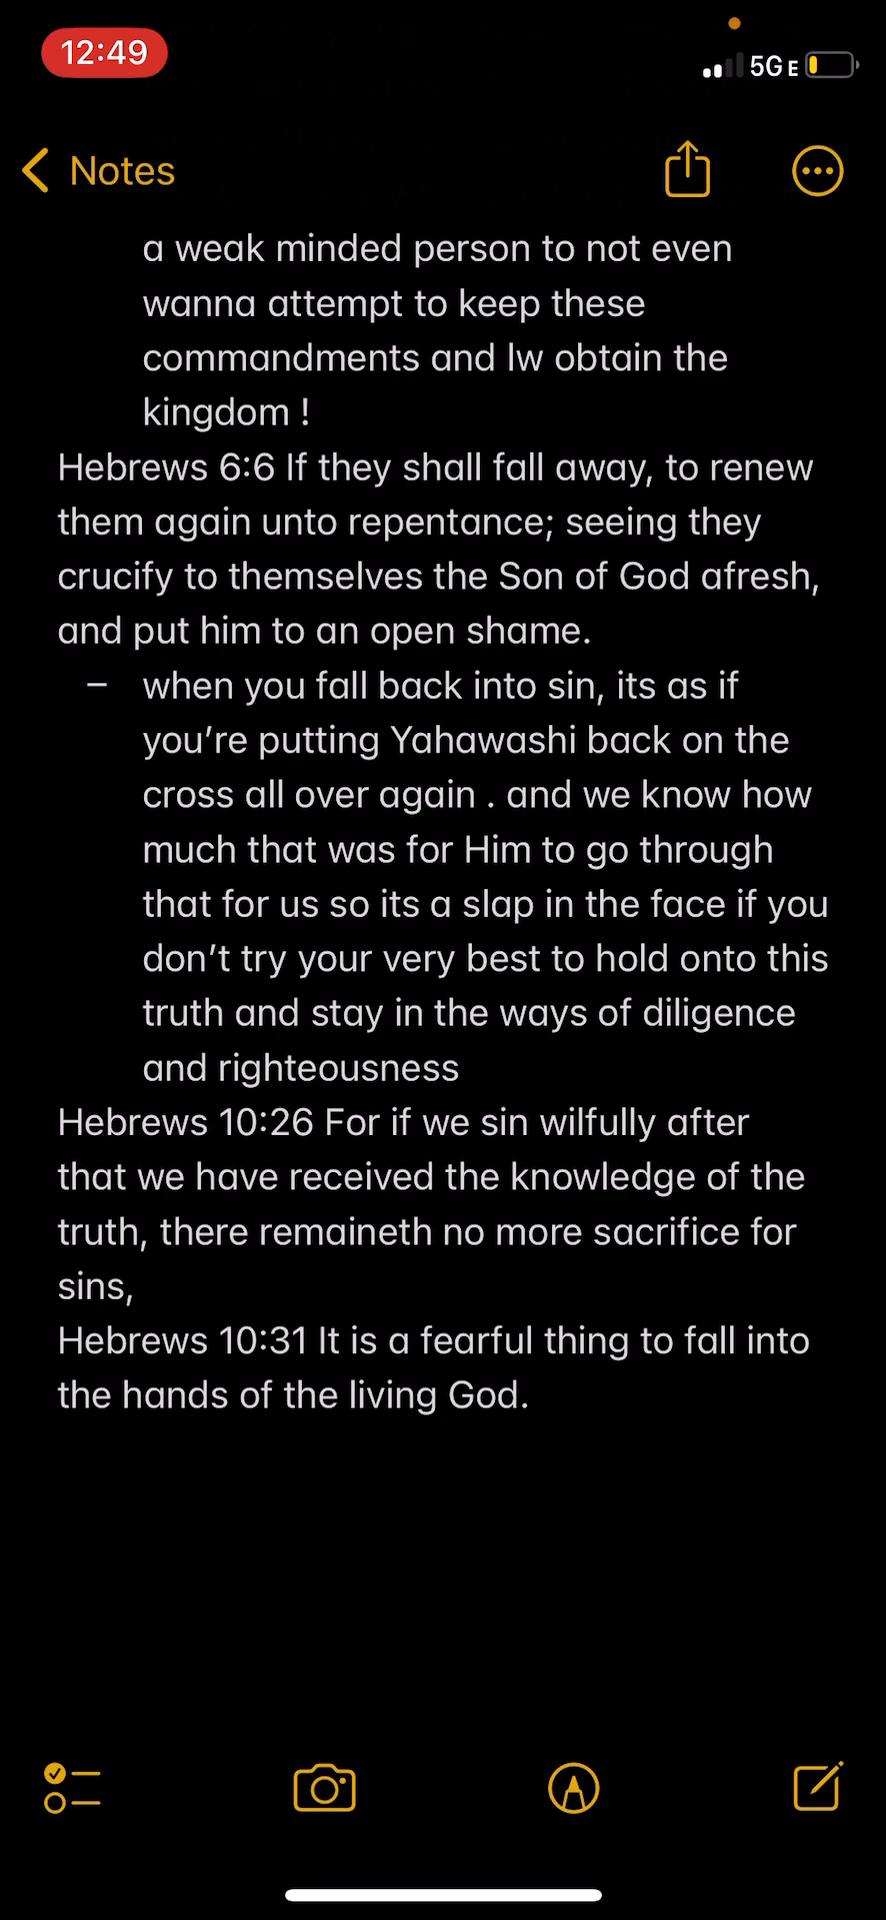 12:49
5G E
Notes
a weak minded person to not even
wanna attempt to keep these
commandments and lw obtain the
kingdom !
Hebrews 6:6 If they shall fall away, to renew
them again unto repentance; seeing they
crucify to themselves the Son of God afresh,
and put him to an open shame.
– when you fall back into sin, its as if
you’re putting Yahawashi back on the
cross all over again . and we know how
much that was for Him to go through
that for us so its a slap in the face if you
don’t try your very best to hold onto this
truth and stay in the ways of diligence
and righteousness
Hebrews 10:26 For if we sin wilfully after
that we have received the knowledge of the
truth, there remaineth no more sacrifice for
sins,
Hebrews 10:31 It is a fearful thing to fall into
the hands of the living God.